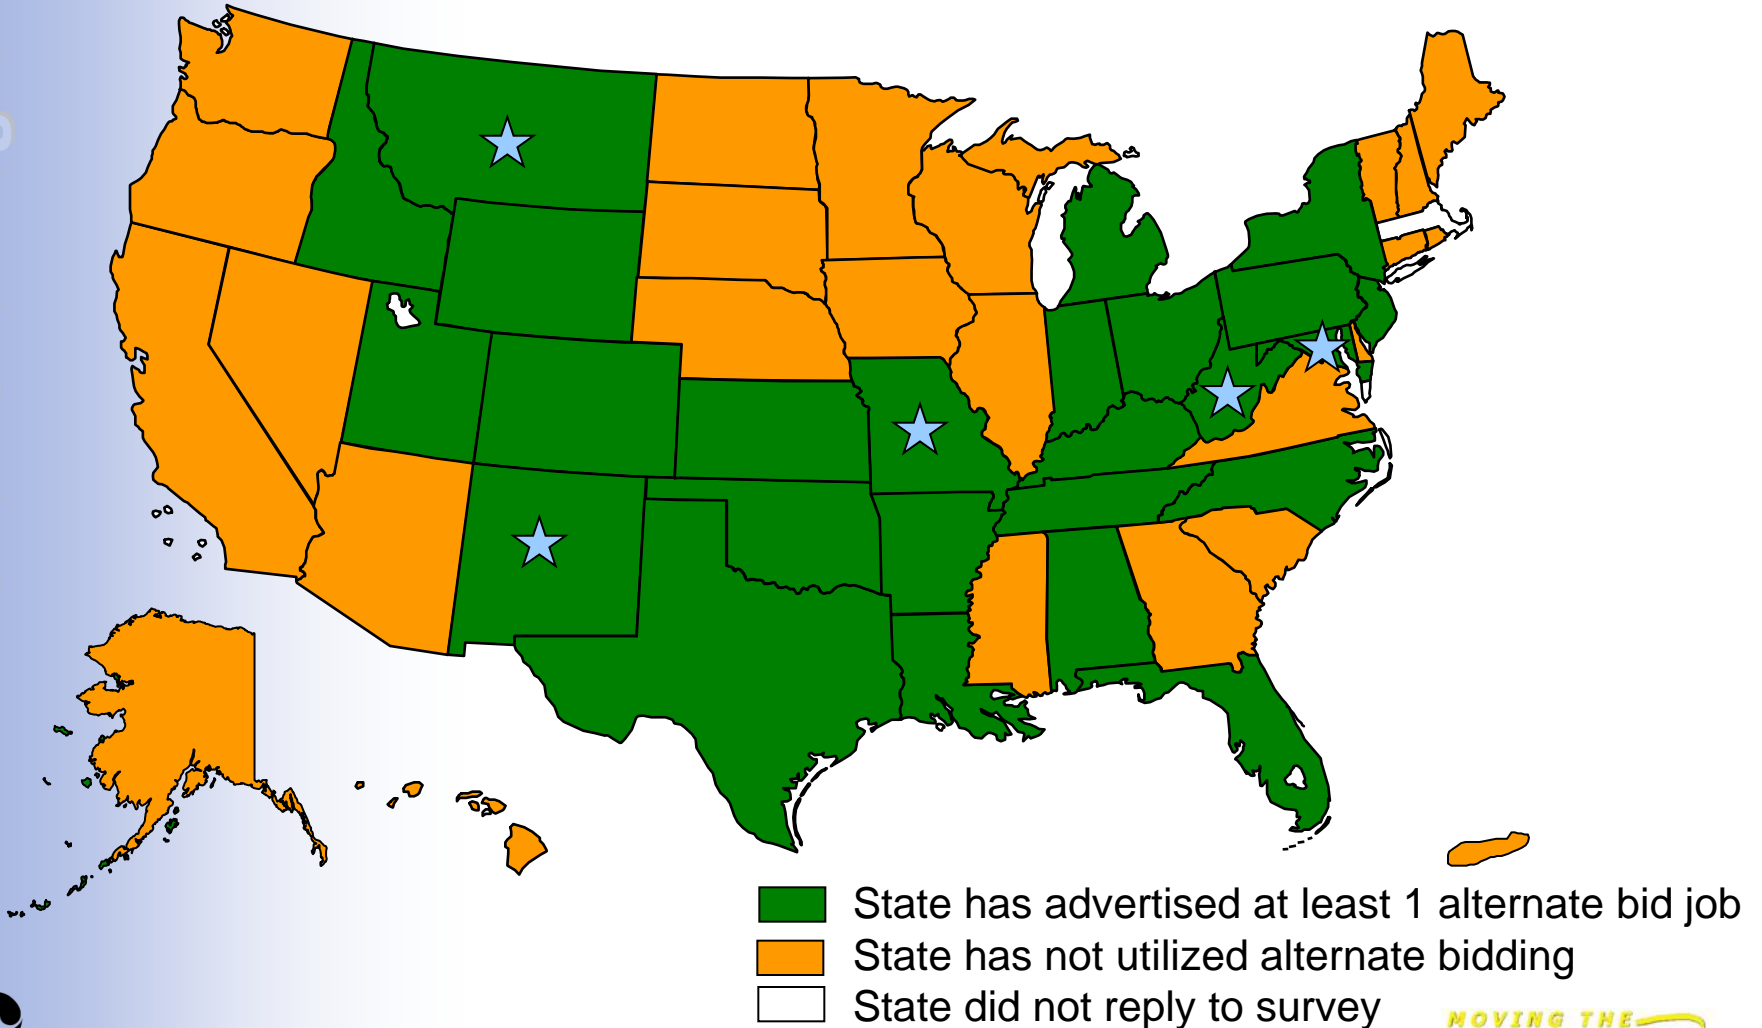 State has advertised at least 1 alternate bid job
State has not utilized alternate bidding
State did not reply to survey
MOVING THE